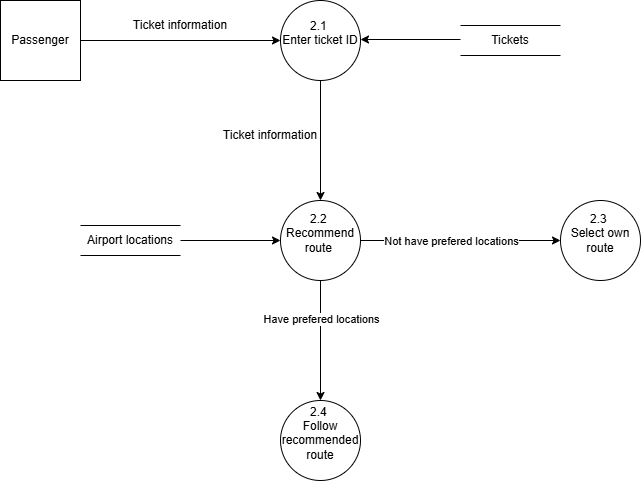 Passenger
Ticket information
2.1
Enter ticket ID
Tickets
Ticket information
Airport locations
2.2
Recommend
route
Not have prefered locations
2.3
Select own
route
Have prefered locations
2.4
Follow
recommended
route